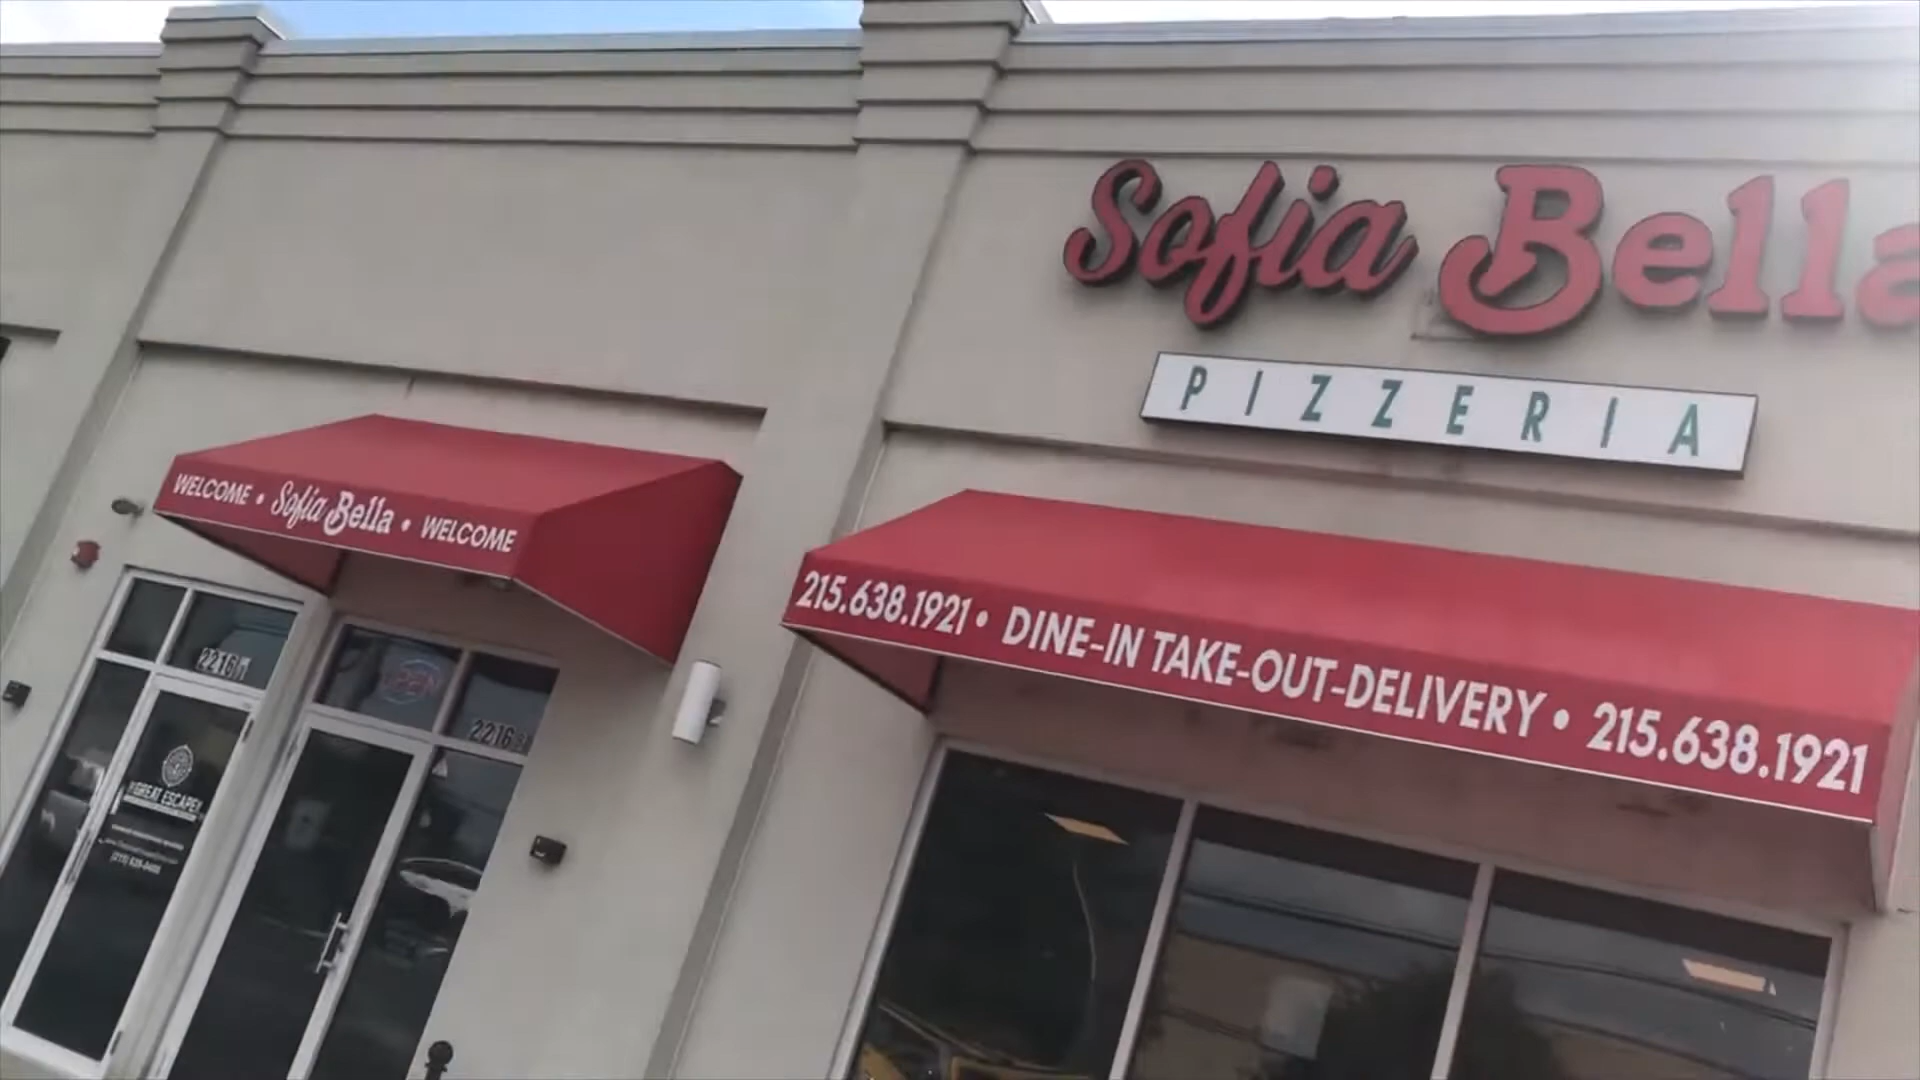 Sofia Bella
PIZZERIA
WELCOME • Sofia Bella • WELCOME
215.638.1921 • DINE-IN TAKE-OUT-DELIVERY • 215.638.1921
2216
OPEN
2216
GREAT ESCAPE